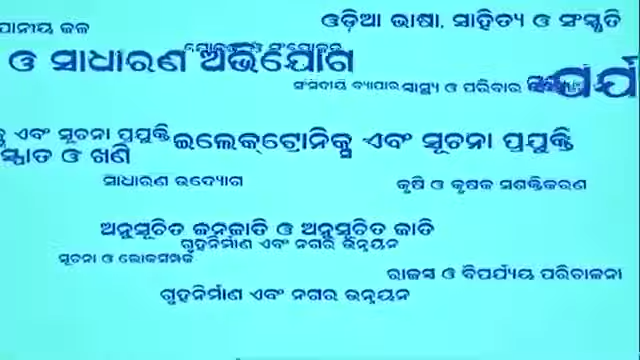 ଓଡ଼ିଆ ଭାଷା, ସାହିତ୍ୟ ଓ ସଂସ୍କୃତି
ପାନୀୟ ଜଳ
ଓ ସାଧାରଣ ଅଭିଯୋଗ
ସଂସଦୀୟ ବ୍ୟାପାର
ସ୍ୱାସ୍ଥ୍ୟ ଓ ପରିବାର
ଏବଂ ସୂଚନା ପ୍ରଯୁକ୍ତି
ଇଲେକ୍ଟ୍ରୋନିକ୍ସ ଏବଂ ସୂଚନା ପ୍ରଯୁକ୍ତି
ଓ ଖଣି
ସାଧାରଣ ଉଦ୍ୟୋଗ
କୃଷି ଓ କୃଷକ ସଶକ୍ତିକରଣ
ଅନୁସୂଚିତ ଜନଜାତି ଓ ଅନୁସୂଚିତ ଜାତି
ଗୃହନିର୍ମାଣ ଏବଂ ନଗର ଉନ୍ନୟନ
ସୂଚନା ଓ ଲୋକସମ୍ପର୍କ
ରାଜସ୍ୱ ଓ ବିପର୍ଯ୍ୟୟ ପରିଚାଳନା
ଗୃହନିର୍ମାଣ ଏବଂ ନଗର ଉନ୍ନୟନ